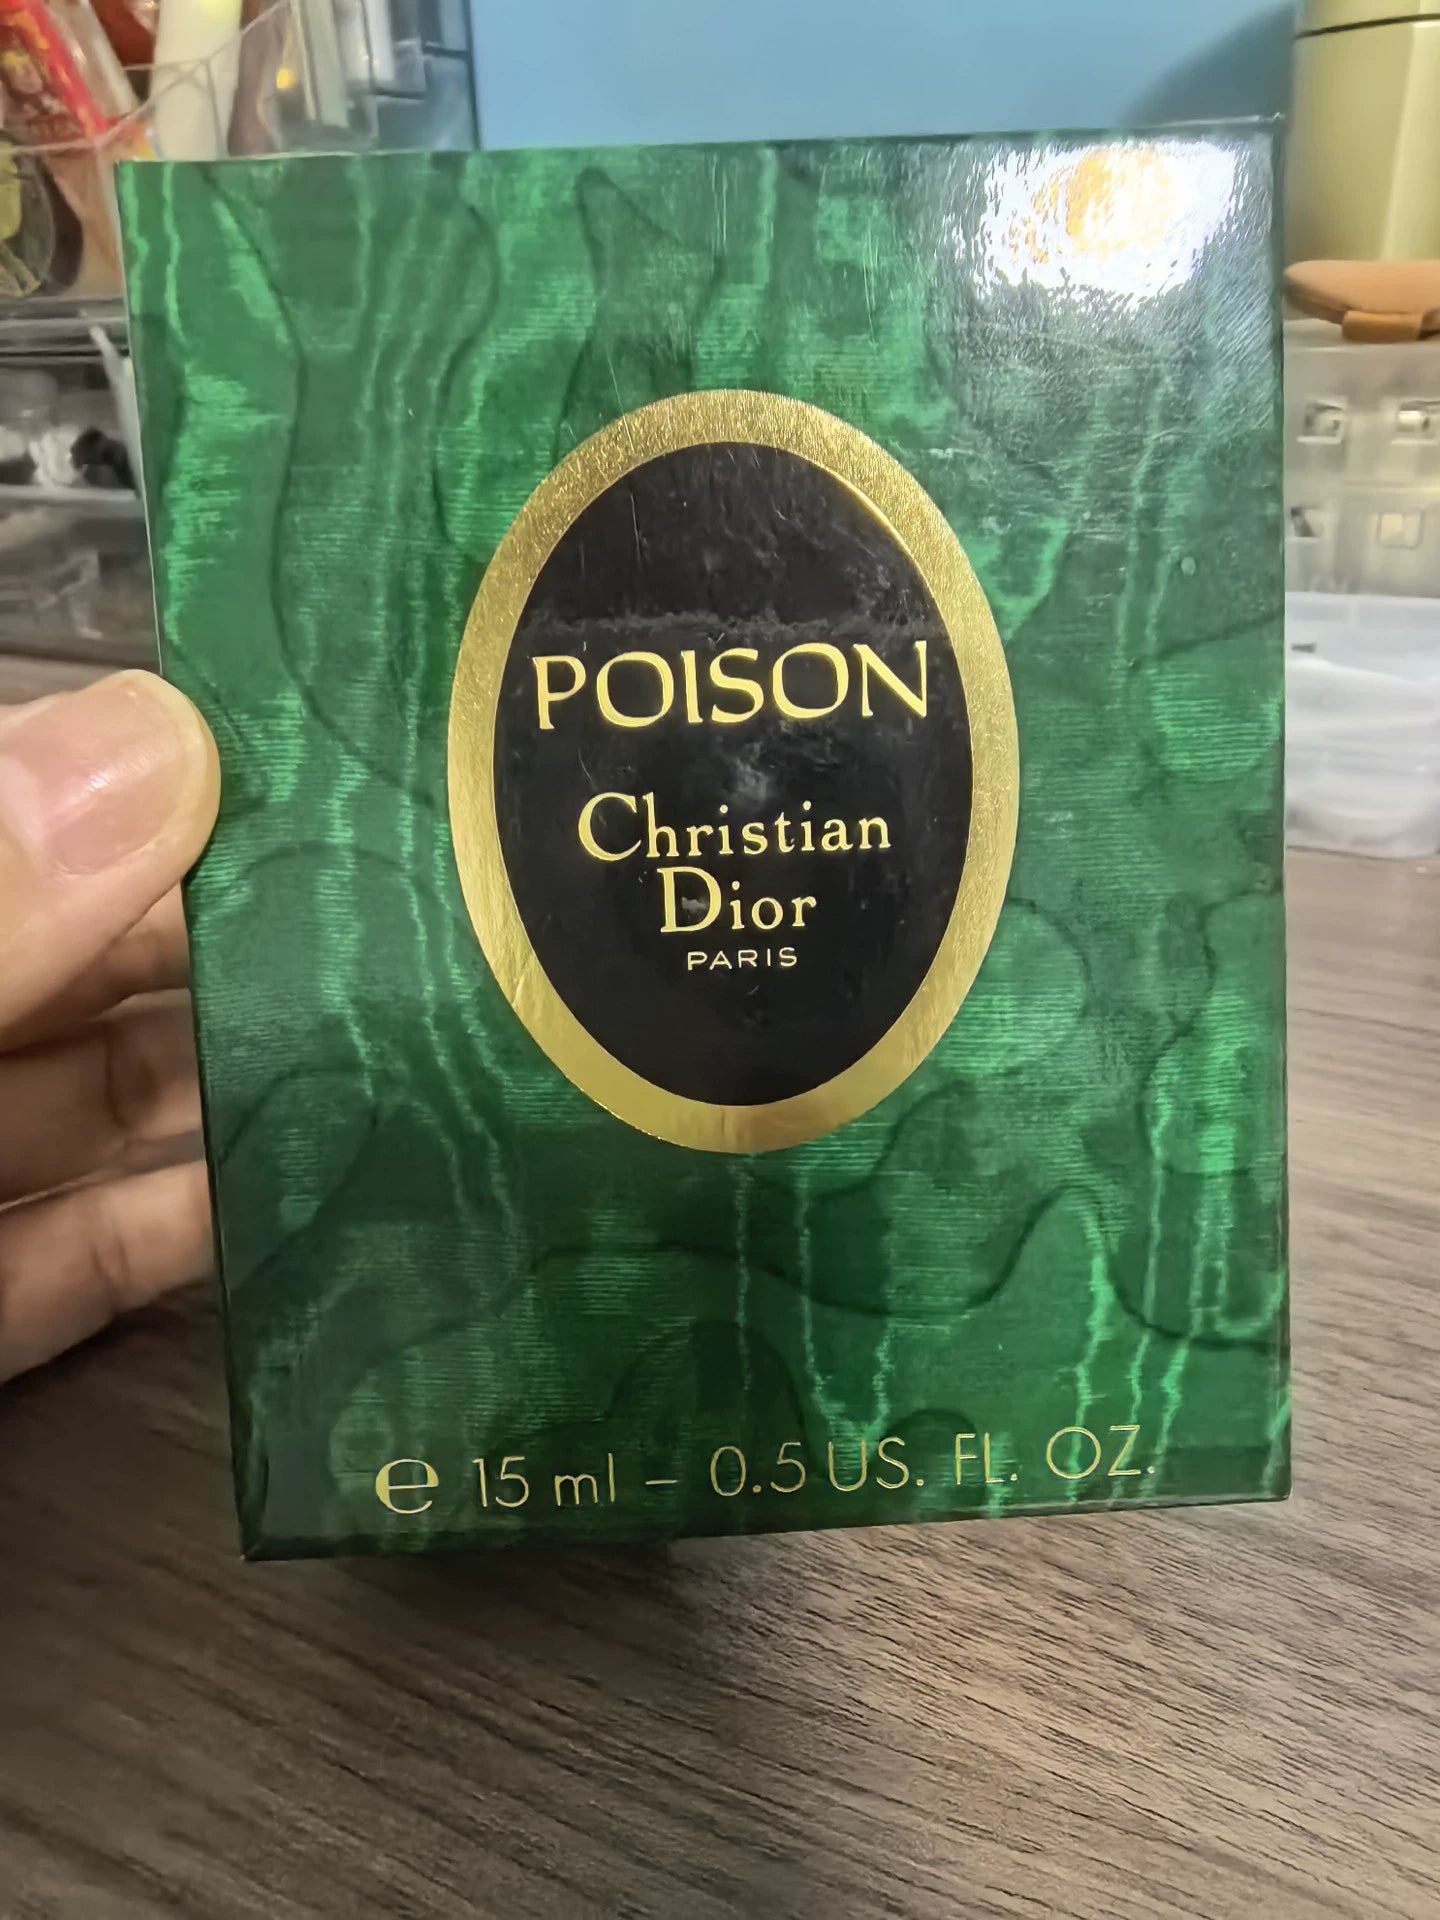 POISON
Christian
Dior
PARIS
℮ 15 ml – 0.5 US. FL. OZ.